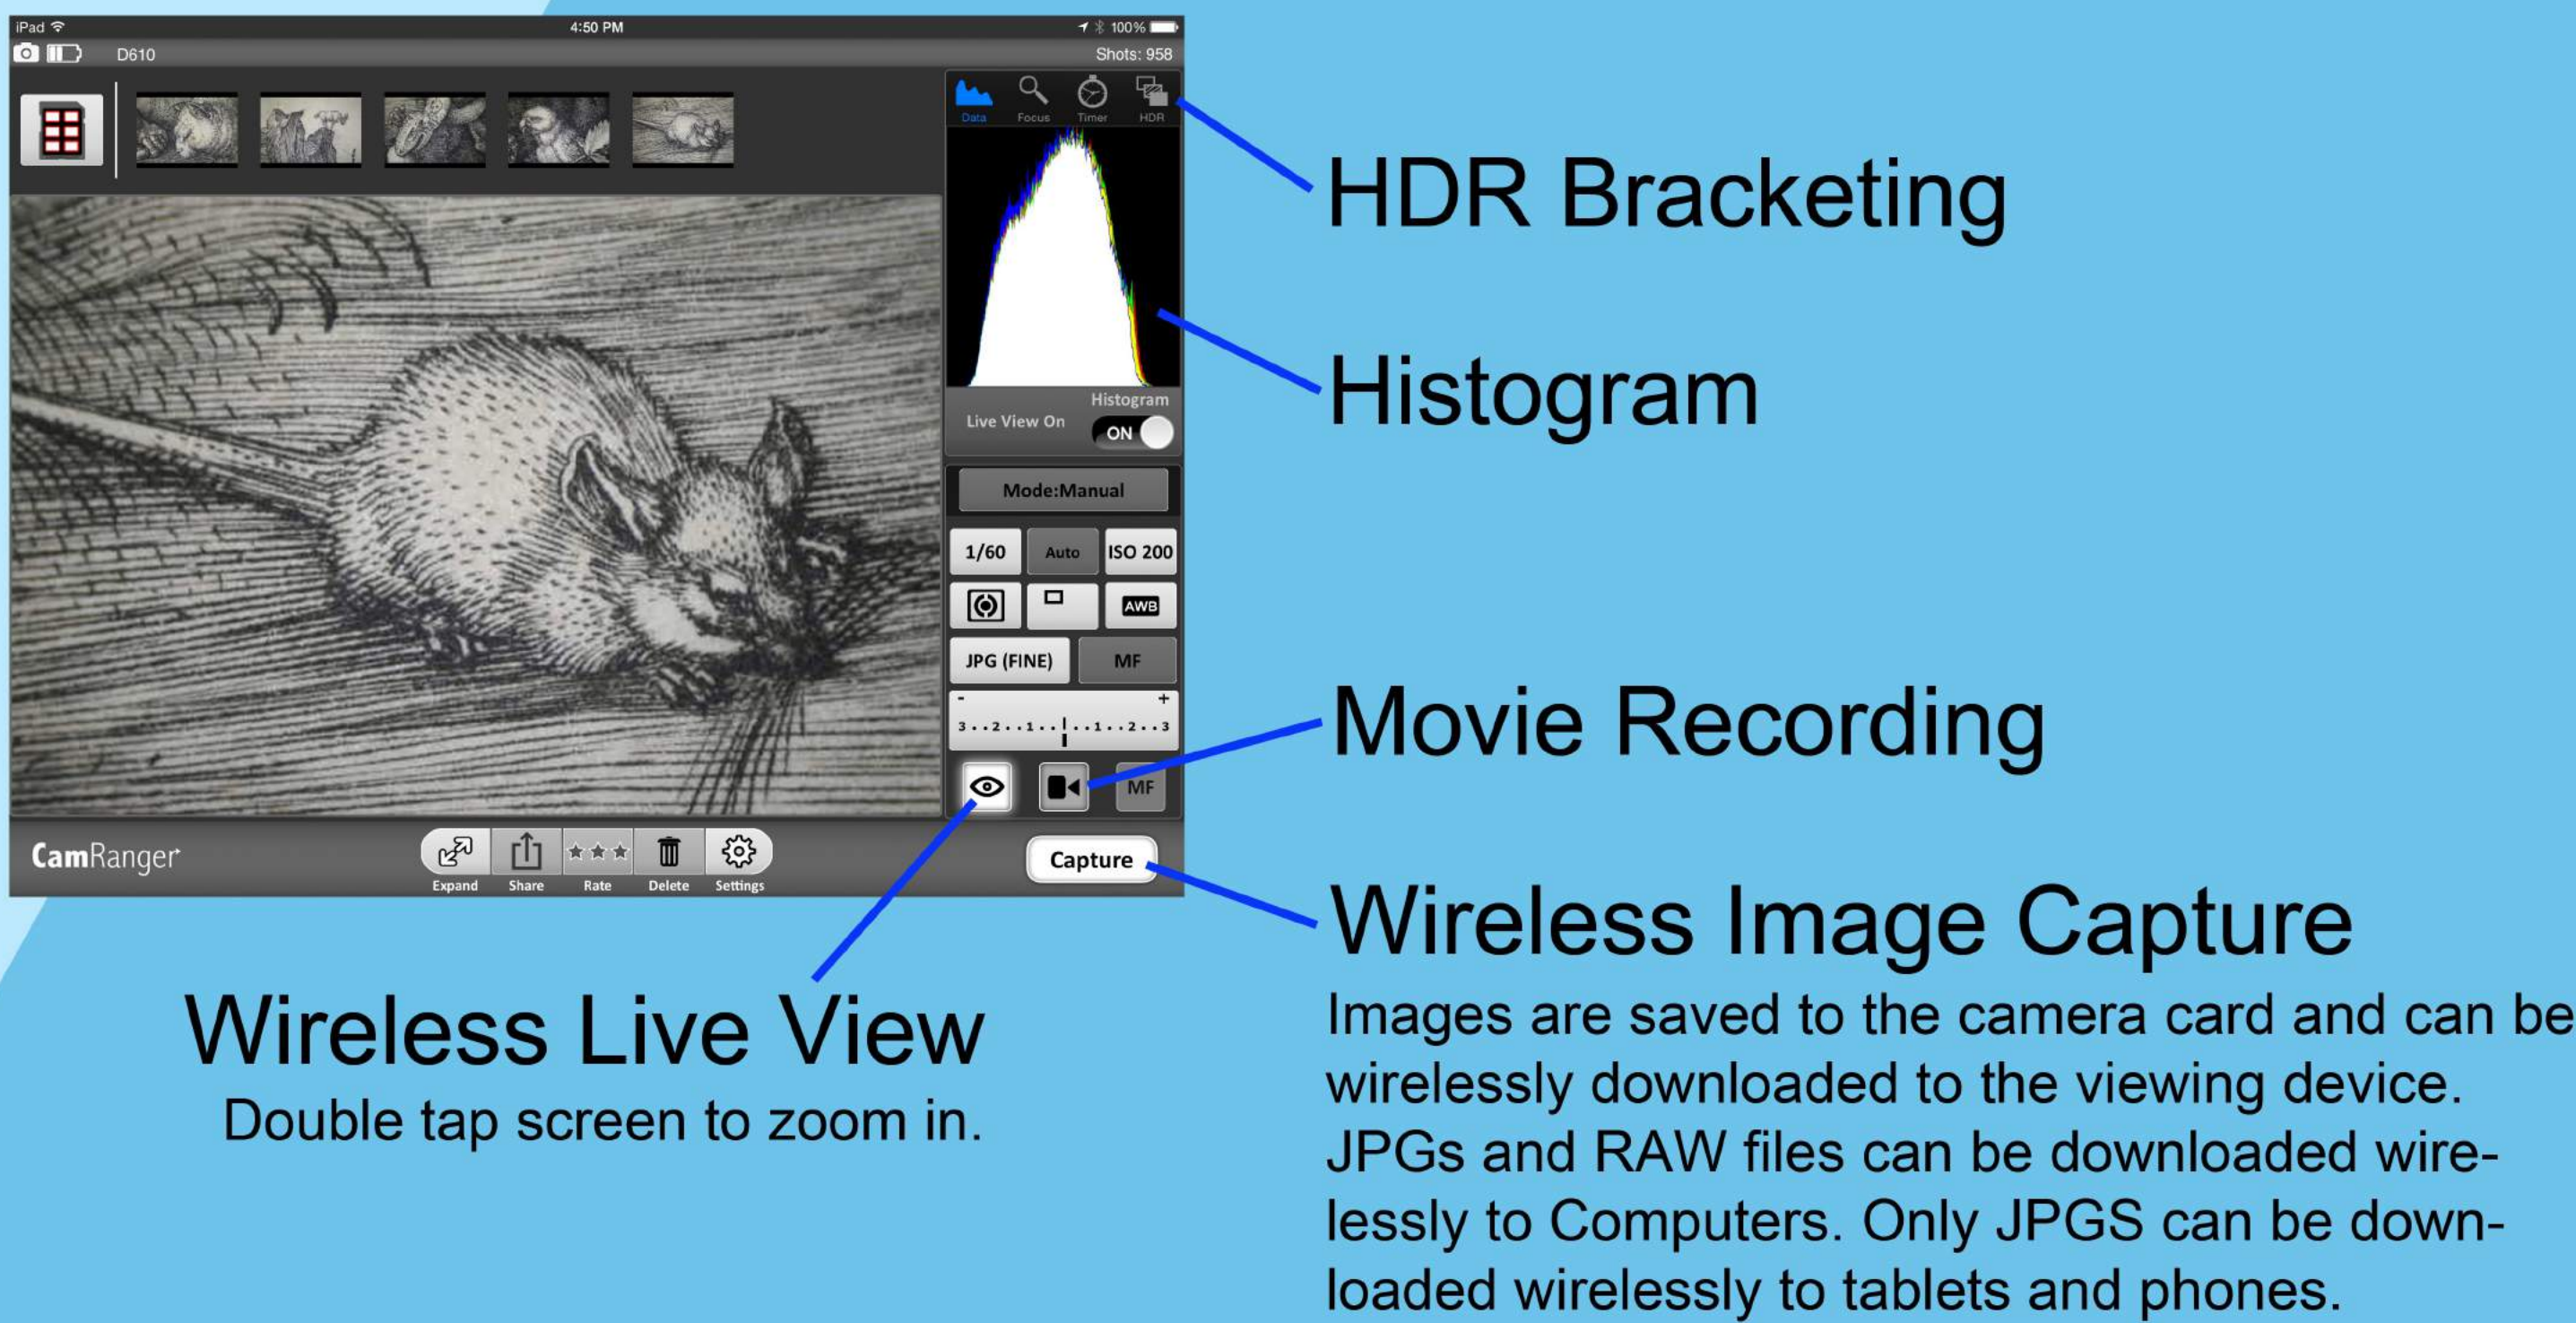 iPad
4:50 PM
100%
D610
Shots: 958
Data
Focus
Timer
HDR
Histogram
Live View On
ON
Mode:Manual
1/60
Auto
ISO 200
AWB
JPG (FINE)
MF
- +
3..2..1..|..1..2..3
MF
CamRanger
Expand
Share
Rate
Delete
Settings
Capture
HDR Bracketing
Histogram
Movie Recording
Wireless Image Capture
Images are saved to the camera card and can be
wirelessly downloaded to the viewing device.
JPGs and RAW files can be downloaded wire-
lessly to Computers. Only JPGS can be down-
loaded wirelessly to tablets and phones.
Wireless Live View
Double tap screen to zoom in.